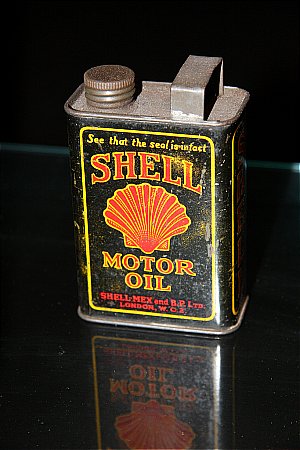 See that the seal is intact
SHELL
MOTOR
OIL
SHELL-MEX and B.P. LTD.
LONDON, W.C.2